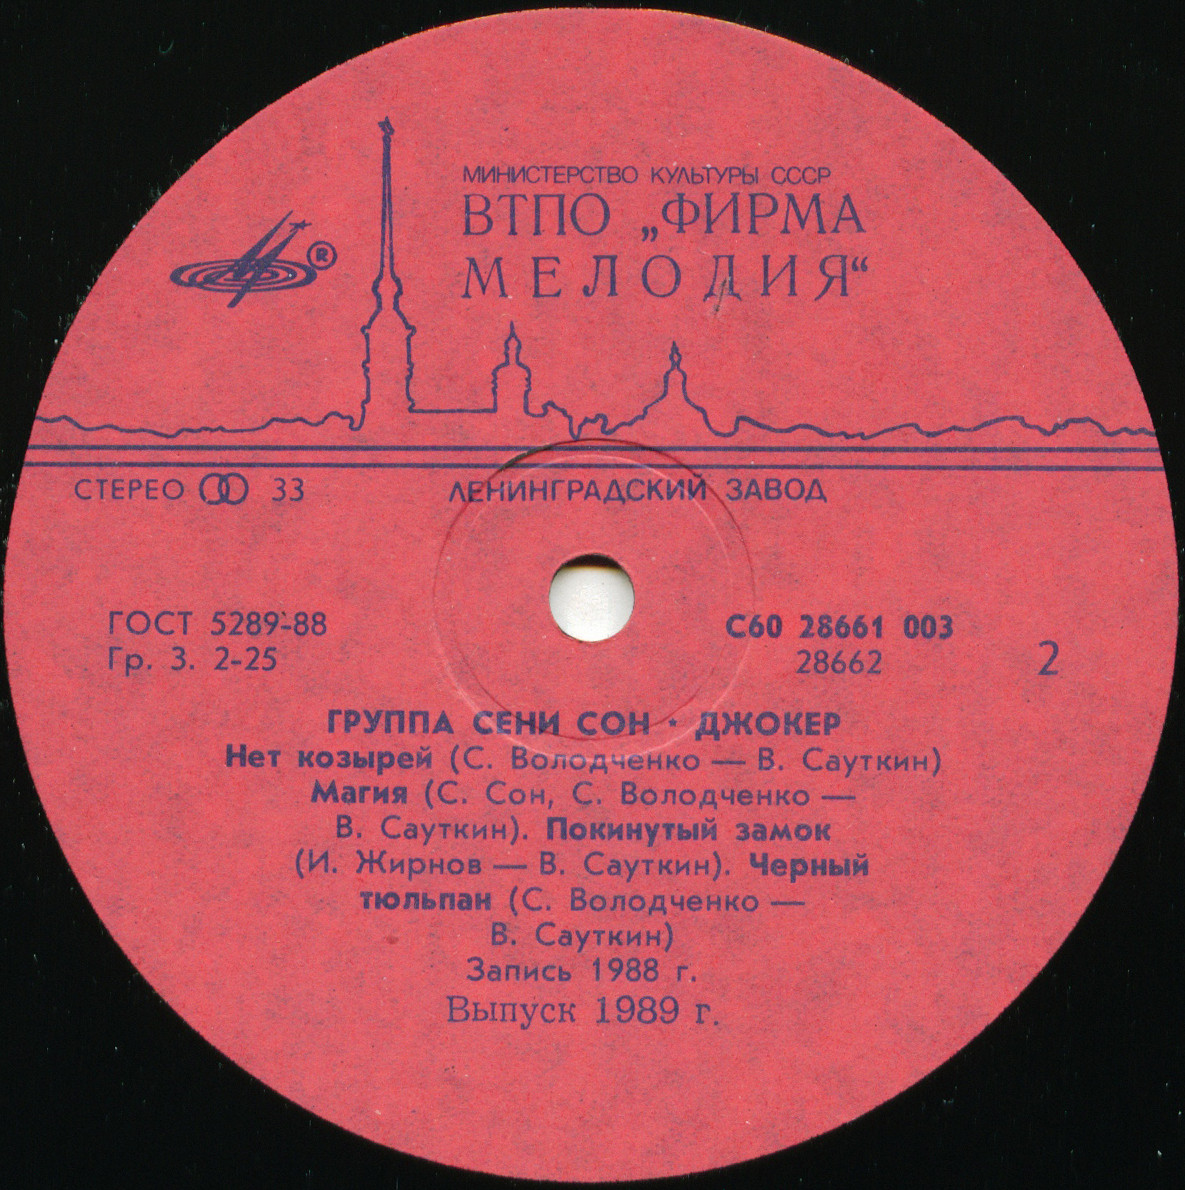 МИНИСТЕРСТВО КУЛЬТУРЫ СССР
ВТПО „ФИРМА
МЕЛОДИЯ“
®
СТЕРЕО 33
ЛЕНИНГРАДСКИЙ ЗАВОД
ГОСТ 5289-88
Гр. 3. 2-25
С60 28661 003
28662
2
ГРУППА СЕНИ СОН · ДЖОКЕР
Нет козырей (С. Володченко — В. Сауткин)
Магия (С. Сон, С. Володченко —
В. Сауткин). Покинутый замок
(И. Жирнов — В. Сауткин). Черный
тюльпан (С. Володченко —
В. Сауткин)
Запись 1988 г.
Выпуск 1989 г.